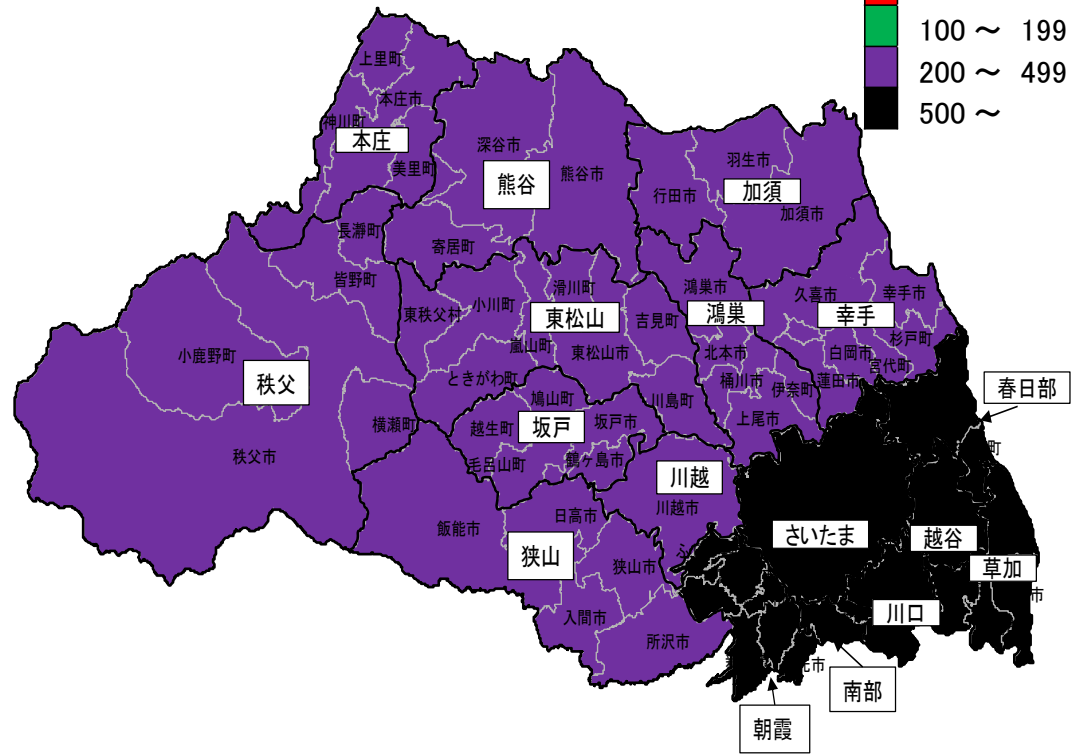 100 ～ 199
200 ～ 499
500 ～
上里町
本庄市
神川町
本庄
美里町
深谷市
熊谷市
熊谷
寄居町
羽生市
行田市
加須
加須市
長瀞町
皆野町
小鹿野町
秩父
横瀬町
秩父市
東秩父村
小川町
滑川町
東松山
吉見町
嵐山町
東松山市
ときがわ町
川島町
鴻巣市
鴻巣
北本市
桶川市
伊奈町
上尾市
久喜市
幸手市
幸手
杉戸町
白岡市
宮代町
蓮田市
春日部
町
鳩山町
越生町
坂戸
坂戸市
毛呂山町
鶴ヶ島市
川越
川越市
飯能市
日高市
狭山
狭山市
入間市
所沢市
さいたま
越谷
草加
市
川口
市
南部
朝霞